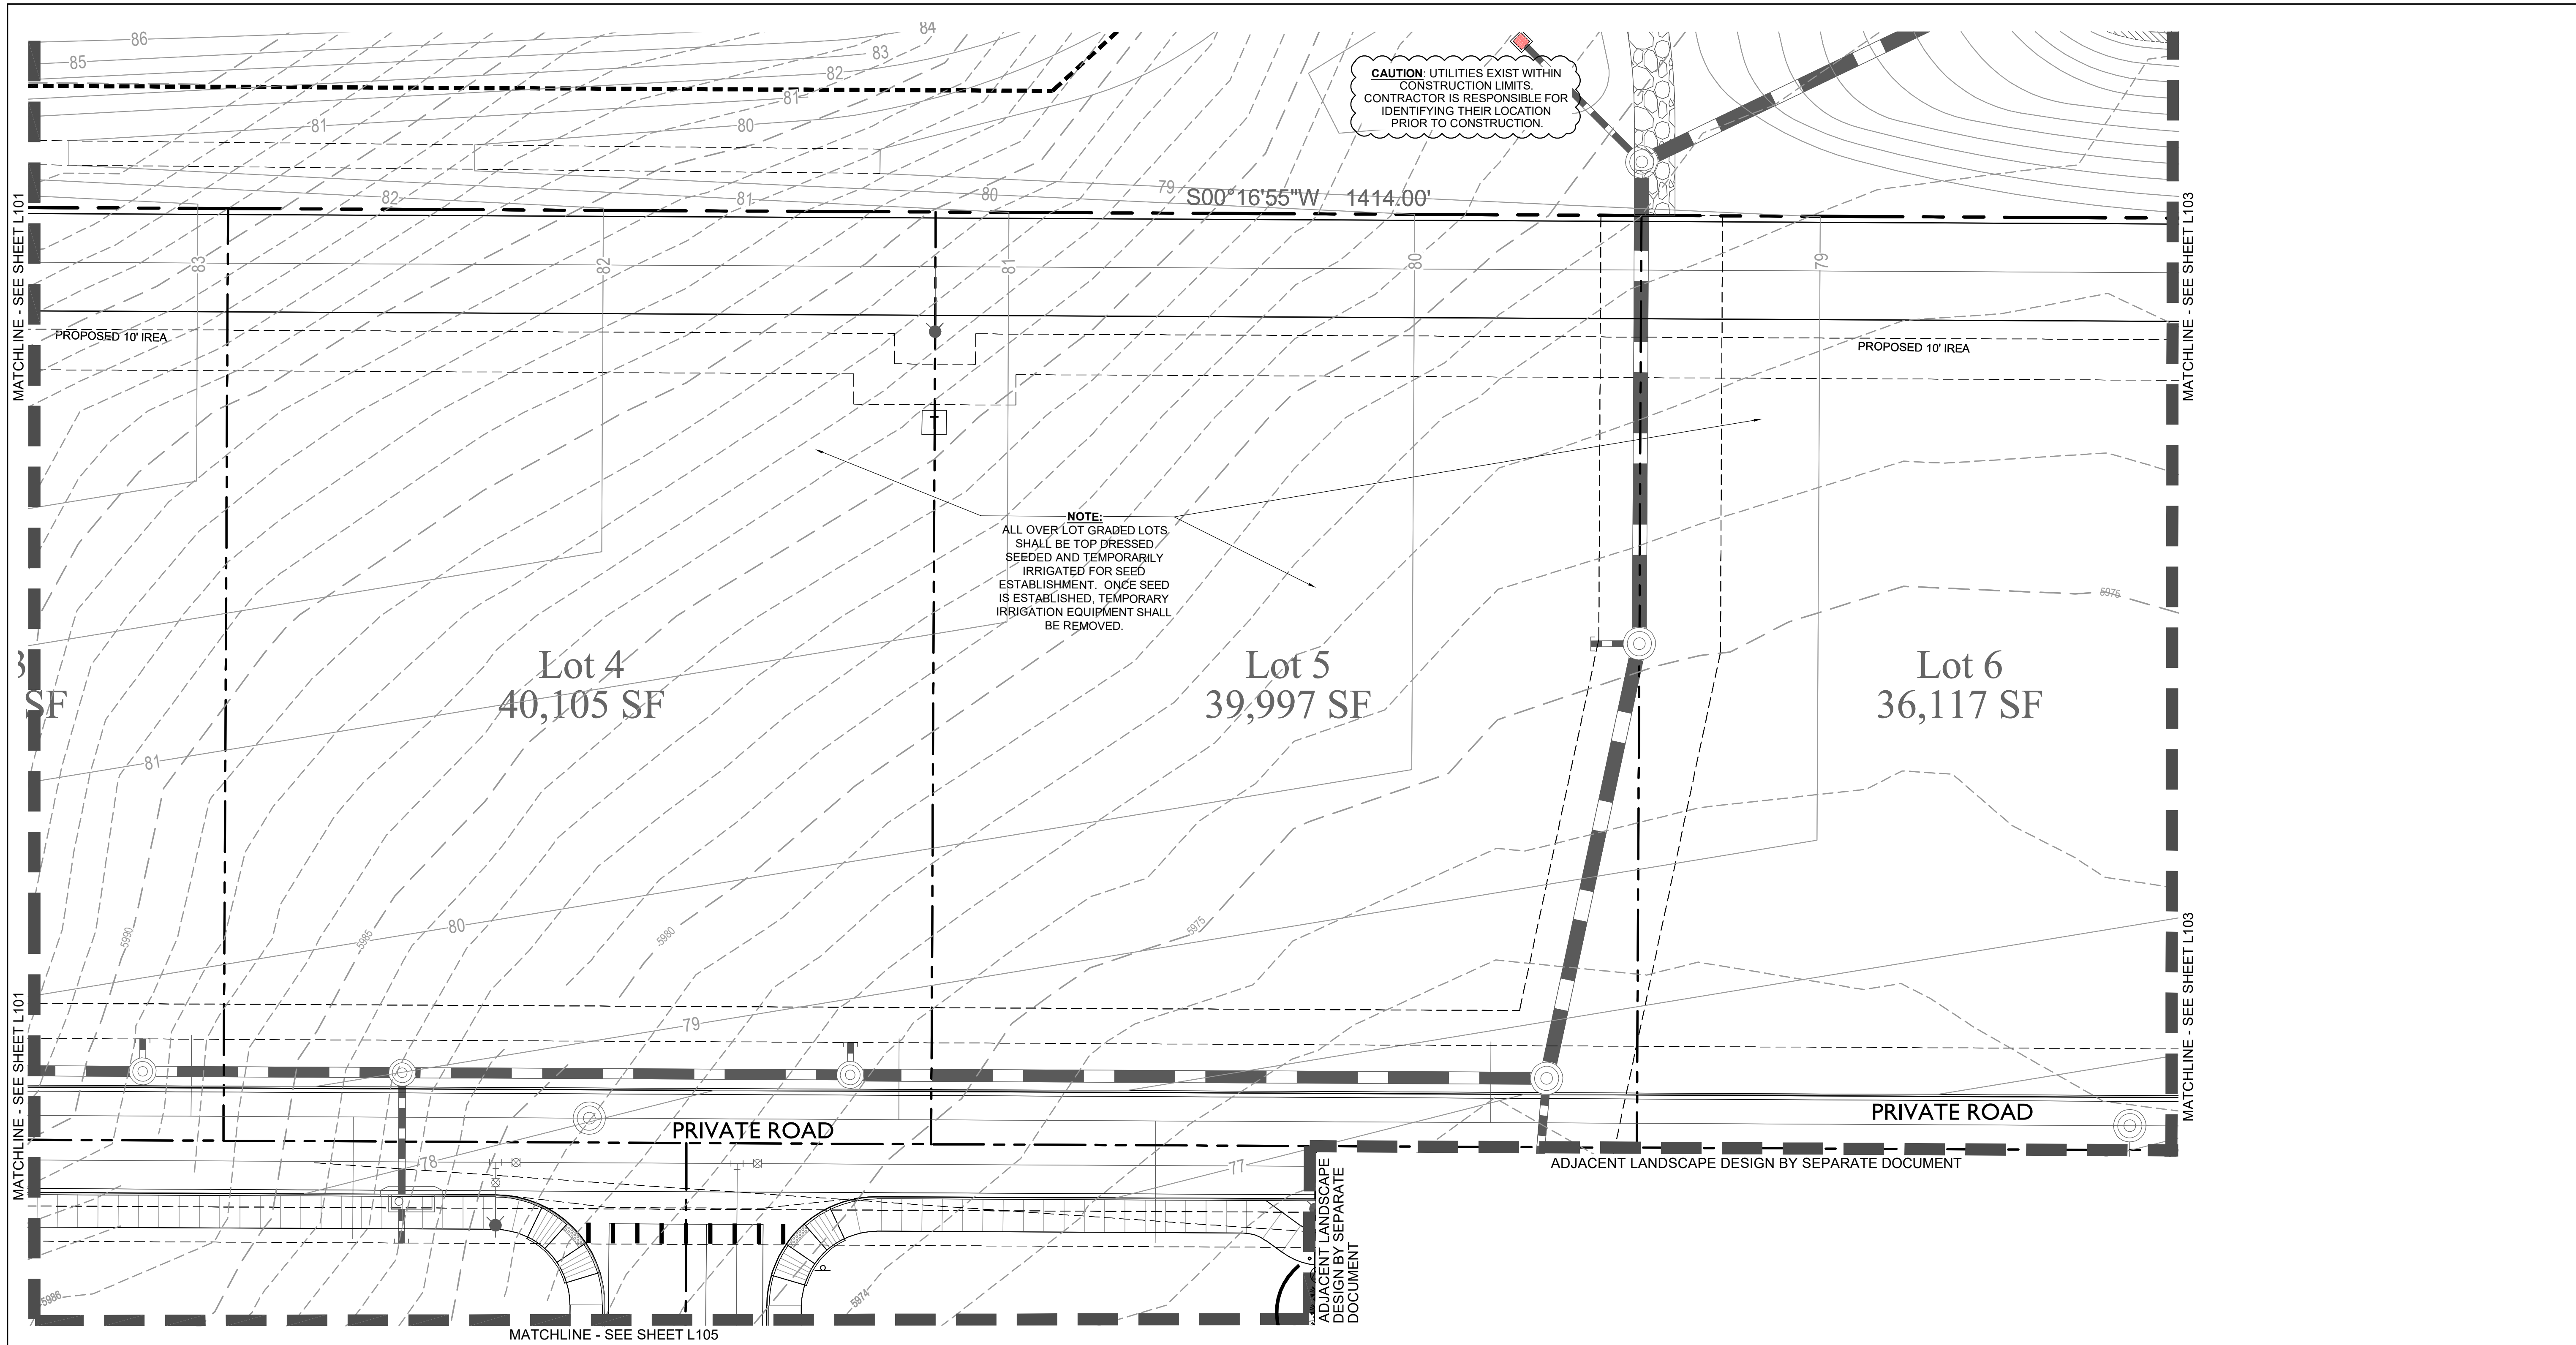 84
86
83
85
82
81
81
80
CAUTION: UTILITIES EXIST WITHIN
CONSTRUCTION LIMITS.
CONTRACTOR IS RESPONSIBLE FOR
IDENTIFYING THEIR LOCATION
PRIOR TO CONSTRUCTION.
82
81
80
79
S00°16'55"W 1414.00'
83
82
81
80
79
MATCHLINE - SEE SHEET L101
MATCHLINE - SEE SHEET L103
PROPOSED 10' IREA
PROPOSED 10' IREA
NOTE:
ALL OVER LOT GRADED LOTS
SHALL BE TOP DRESSED,
SEEDED AND TEMPORARILY
IRRIGATED FOR SEED
ESTABLISHMENT. ONCE SEED
IS ESTABLISHED, TEMPORARY
IRRIGATION EQUIPMENT SHALL
BE REMOVED.
5975
SF
Lot 4
40,105 SF
Lot 5
39,997 SF
Lot 6
36,117 SF
81
80
5990
5985
5980
5975
79
MATCHLINE - SEE SHEET L101
MATCHLINE - SEE SHEET L103
PRIVATE ROAD
PRIVATE ROAD
78
77
ADJACENT LANDSCAPE DESIGN BY SEPARATE DOCUMENT
ADJACENT LANDSCAPE
DESIGN BY SEPARATE
DOCUMENT
5986
5974
MATCHLINE - SEE SHEET L105